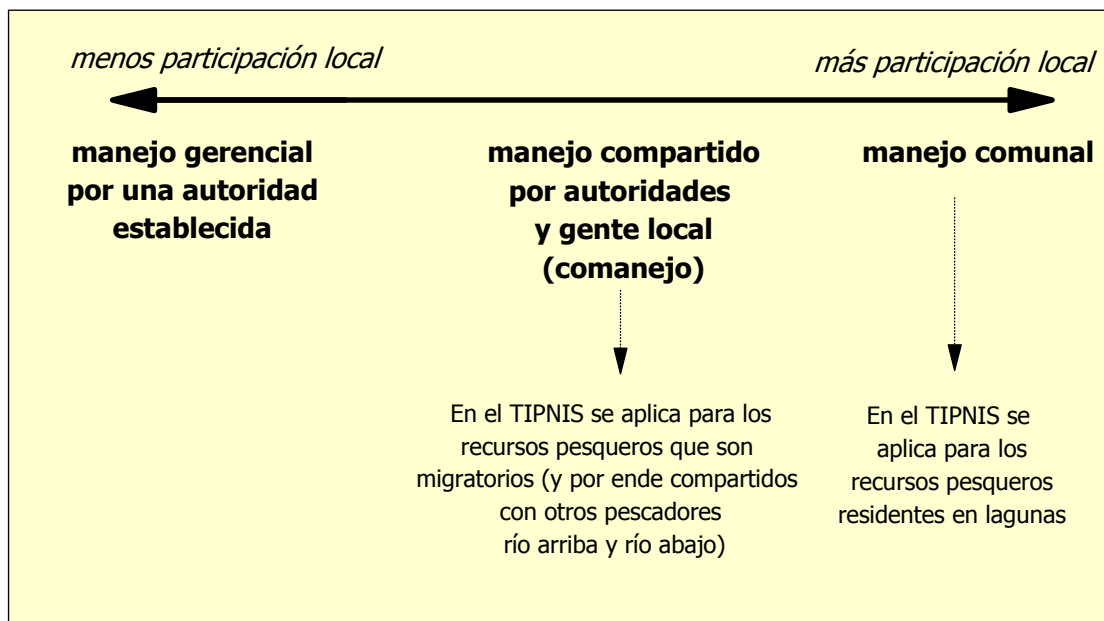 menos participación local
más participación local
manejo gerencial
por una autoridad
establecida
manejo compartido
por autoridades
y gente local
(comanejo)
manejo comunal
En el TIPNIS se aplica para los
recursos pesqueros que son
migratorios (y por ende compartidos
con otros pescadores
río arriba y río abajo)
En el TIPNIS se
aplica para los
recursos pesqueros
residentes en lagunas